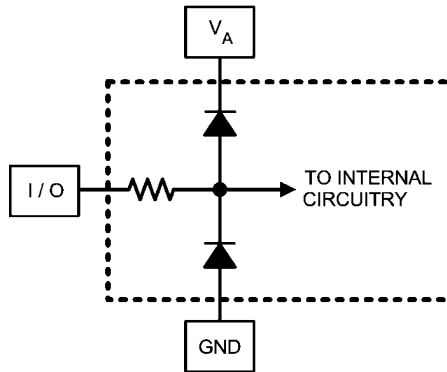 V_A
I / O
TO INTERNAL
CIRCUITRY
GND